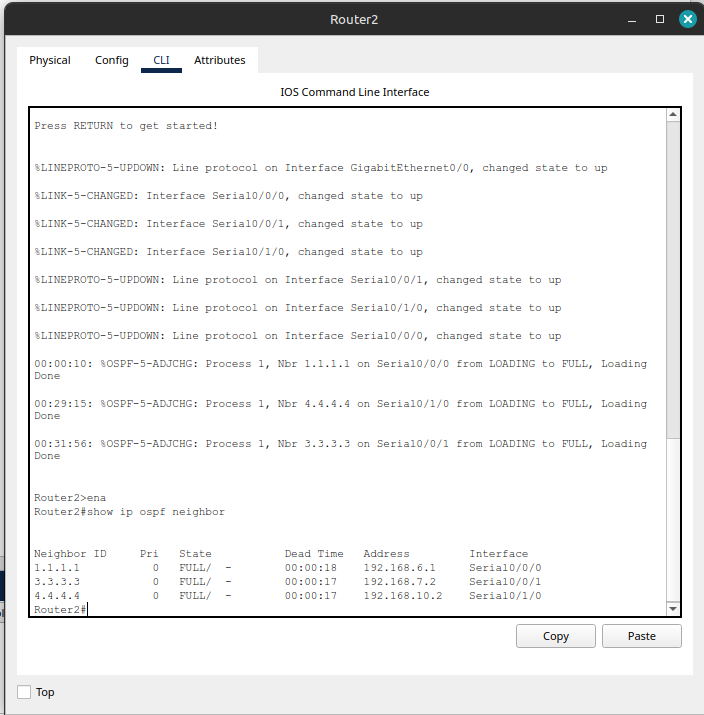 Router2
Physical Config CLI Attributes
IOS Command Line Interface
Press RETURN to get started!
%LINEPROTO-5-UPDOWN: Line protocol on Interface GigabitEthernet0/0, changed state to up
%LINK-5-CHANGED: Interface Serial0/0/0, changed state to up
%LINK-5-CHANGED: Interface Serial0/0/1, changed state to up
%LINK-5-CHANGED: Interface Serial0/1/0, changed state to up
%LINEPROTO-5-UPDOWN: Line protocol on Interface Serial0/0/1, changed state to up
%LINEPROTO-5-UPDOWN: Line protocol on Interface Serial0/1/0, changed state to up
%LINEPROTO-5-UPDOWN: Line protocol on Interface Serial0/0/0, changed state to up
00:00:10: %OSPF-5-ADJCHG: Process 1, Nbr 1.1.1.1 on Serial0/0/0 from LOADING to FULL, Loading
Done
00:29:15: %OSPF-5-ADJCHG: Process 1, Nbr 4.4.4.4 on Serial0/1/0 from LOADING to FULL, Loading
Done
00:31:56: %OSPF-5-ADJCHG: Process 1, Nbr 3.3.3.3 on Serial0/0/1 from LOADING to FULL, Loading
Done
Router2>ena
Router2#show ip ospf neighbor
Neighbor ID Pri State Dead Time Address Interface
1.1.1.1 0 FULL/ - 00:00:18 192.168.6.1 Serial0/0/0
3.3.3.3 0 FULL/ - 00:00:17 192.168.7.2 Serial0/0/1
4.4.4.4 0 FULL/ - 00:00:17 192.168.10.2 Serial0/1/0
Router2#
Copy Paste
Top